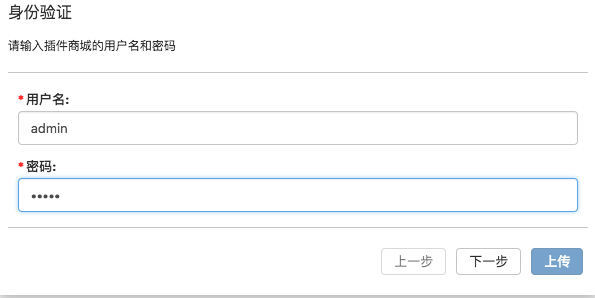 身份验证
请输入插件商城的用户名和密码
* 用户名:
admin
* 密码:
•••••
上一步 下一步 上传